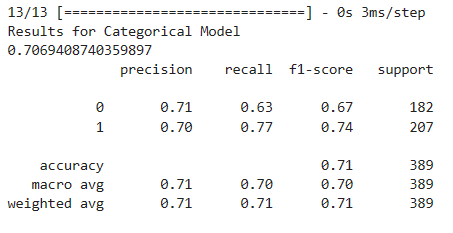 13/13 [==============================] - 0s 3ms/step
Results for Categorical Model
0.7069408740359897
precision recall f1-score support
0 0.71 0.63 0.67 182
1 0.70 0.77 0.74 207
accuracy 0.71 389
macro avg 0.71 0.70 0.70 389
weighted avg 0.71 0.71 0.71 389